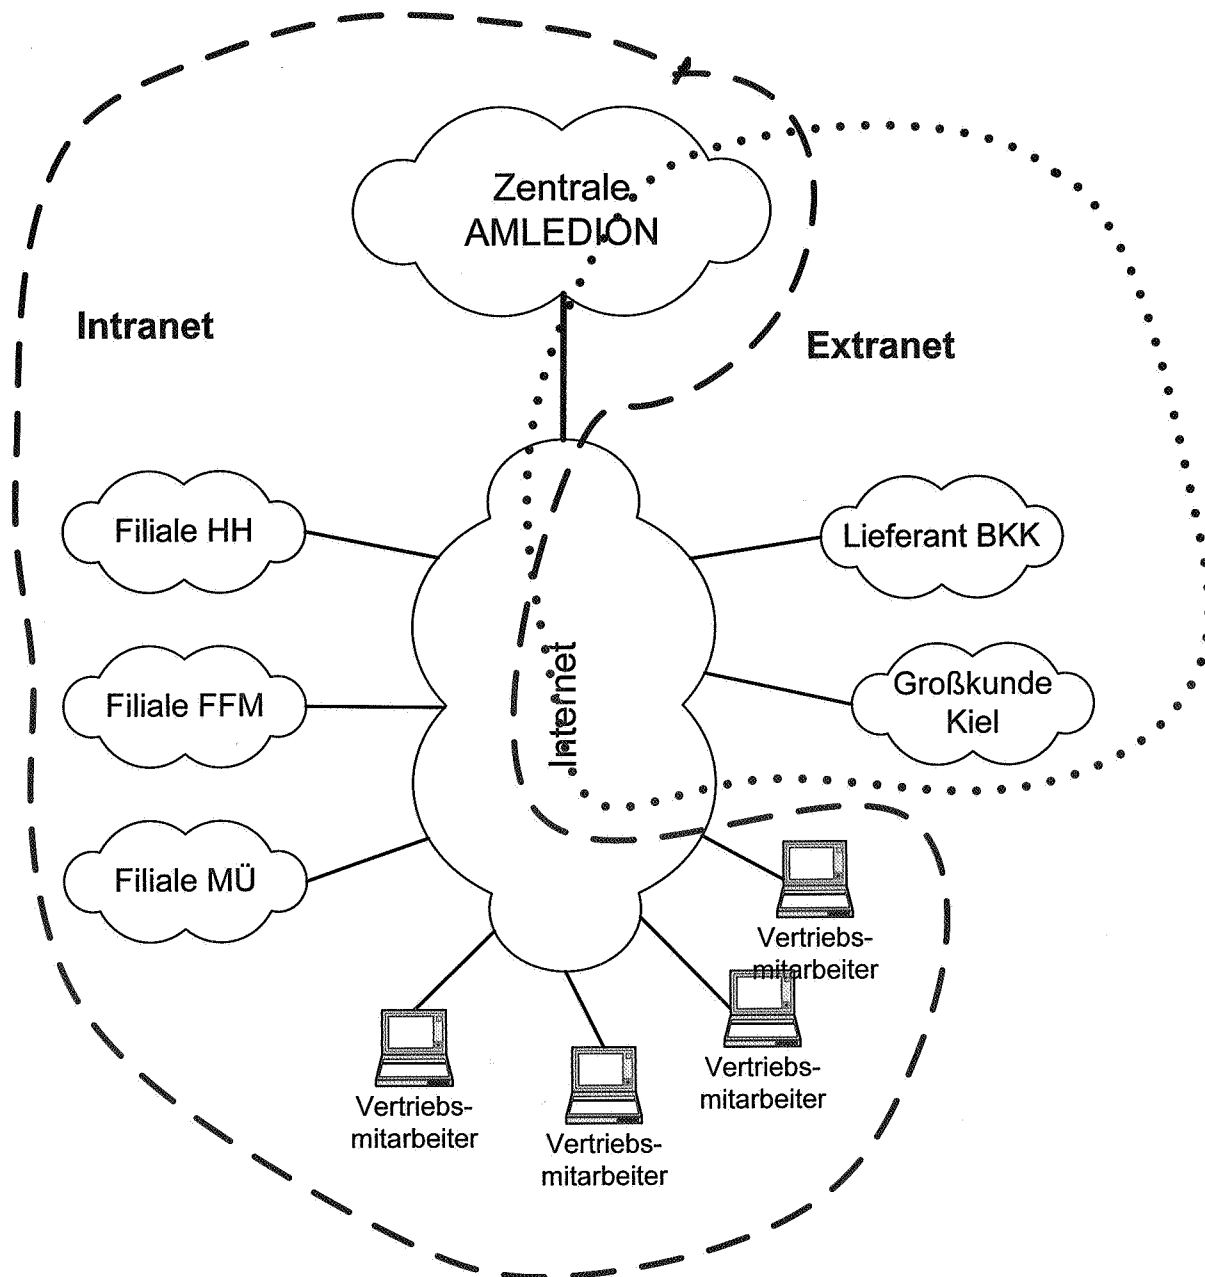 Zentrale
AMLEDION
Intranet
Extranet
Filiale HH
Lieferant BKK
Filiale FFM
Internet
Großkunde
Kiel
Filiale MÜ
Vertriebs-
mitarbeiter
Vertriebs-
mitarbeiter
Vertriebs-
mitarbeiter
Vertriebs-
mitarbeiter